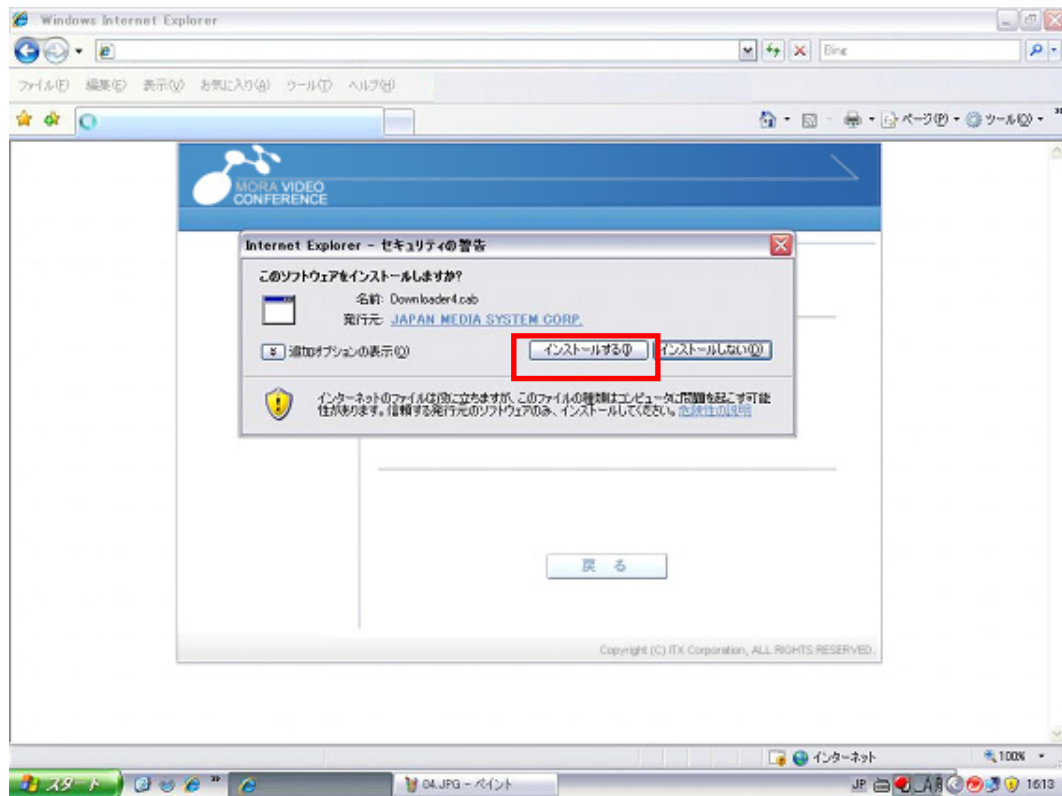 Windows Internet Explorer
Bing
ファイル(F) 編集(E) 表示(V) お気に入り(A) ツール(T) ヘルプ(H)
ページ(P) ツール(O)
MORA VIDEO
CONFERENCE
Internet Explorer - セキュリティの警告
このソフトウェアをインストールしますか?
名前: Downloader4.cab
発行元: JAPAN MEDIA SYSTEM CORP.
追加オプションの表示(O) インストールする(I) インストールしない(D)
インターネットのファイルは役に立ちますが、このファイルの種類はコンピュータに問題を起こす可能
性があります。信頼する発行元のソフトウェアのみ、インストールしてください。危険性の説明
戻る
Copyright (C) ITX Corporation, ALL RIGHTS RESERVED.
インターネット 100%
スタート 04.JPG - ペイント JP 16:13